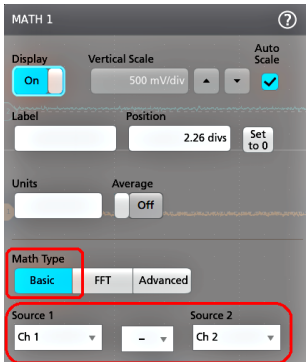 MATH 1
?
Display
Vertical Scale
Auto
Scale
On
500 mV/div
Label
Position
2.26 divs
Set
to 0
Units
Average
Off
Math Type
Basic
FFT
Advanced
Source 1
Source 2
Ch 1
-
Ch 2